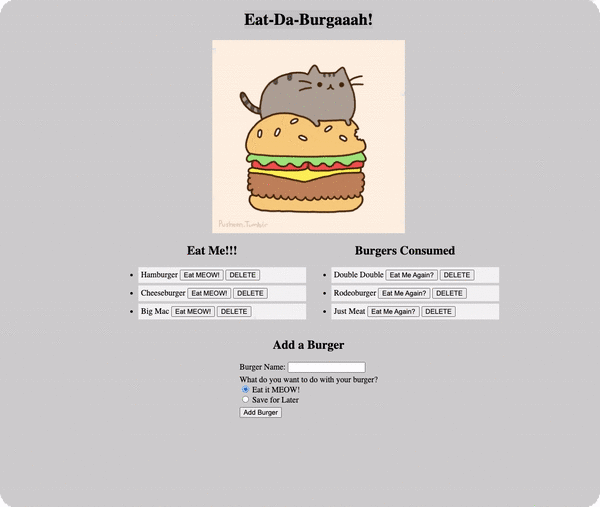 Eat-Da-Burgaaah!
Pusheen.Tumblr
Eat Me!!!
Hamburger Eat MEOW! DELETE
Cheeseburger Eat MEOW! DELETE
Big Mac Eat MEOW! DELETE
Burgers Consumed
Double Double Eat Me Again? DELETE
Rodeoburger Eat Me Again? DELETE
Just Meat Eat Me Again? DELETE
Add a Burger
Burger Name:
What do you want to do with your burger?
Eat it MEOW!
Save for Later
Add Burger